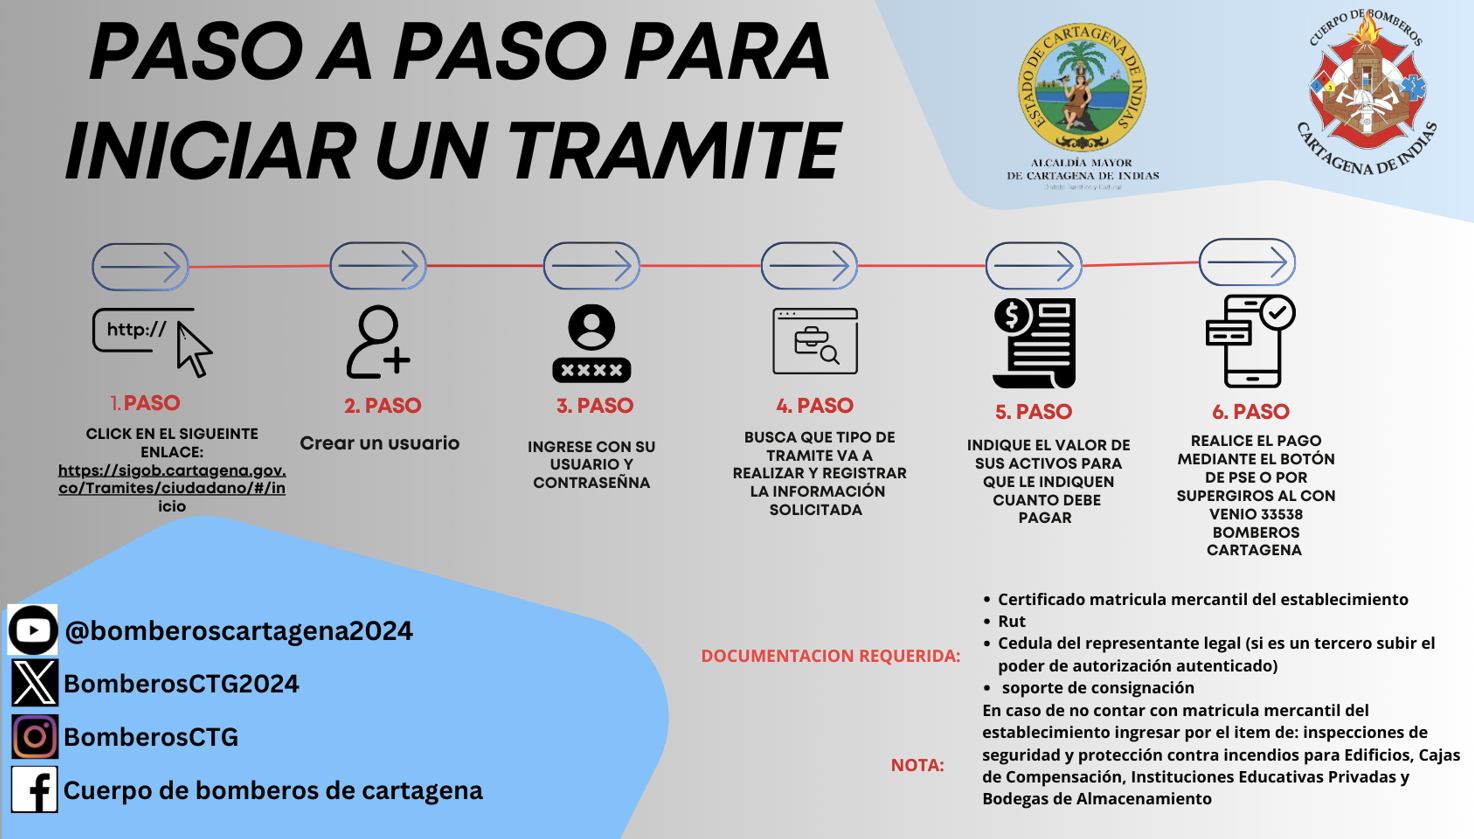 PASO A PASO PARA
INICIAR UN TRAMITE
ESTADO DE CARTAGENA DE INDIAS
ALCALDÍA MAYOR
DE CARTAGENA DE INDIAS
Distrito Turístico y Cultural
CUERPO DE BOMBEROS
CARTAGENA DE INDIAS
http://
1. PASO
CLICK EN EL SIGUEINTE
ENLACE:
https://sigob.cartagena.gov.
co/Tramites/ciudadano/#/in
icio
2. PASO
Crear un usuario
XXXX
3. PASO
INGRESE CON SU
USUARIO Y
CONTRASEÑNA
4. PASO
BUSCA QUE TIPO DE
TRAMITE VA A
REALIZAR Y REGISTRAR
LA INFORMACIÓN
SOLICITADA
$
5. PASO
INDIQUE EL VALOR DE
SUS ACTIVOS PARA
QUE LE INDIQUEN
CUANTO DEBE
PAGAR
6. PASO
REALICE EL PAGO
MEDIANTE EL BOTÓN
DE PSE O POR
SUPERGIROS AL CON
VENIO 33538
BOMBEROS
CARTAGENA
@bomberoscartagena2024
BomberosCTG2024
BomberosCTG
Cuerpo de bomberos de cartagena
DOCUMENTACION REQUERIDA:
• Certificado matricula mercantil del establecimiento
• Rut
• Cedula del representante legal (si es un tercero subir el
poder de autorización autenticado)
• soporte de consignación
NOTA:
En caso de no contar con matricula mercantil del
establecimiento ingresar por el item de: inspecciones de
seguridad y protección contra incendios para Edificios, Cajas
de Compensación, Instituciones Educativas Privadas y
Bodegas de Almacenamiento